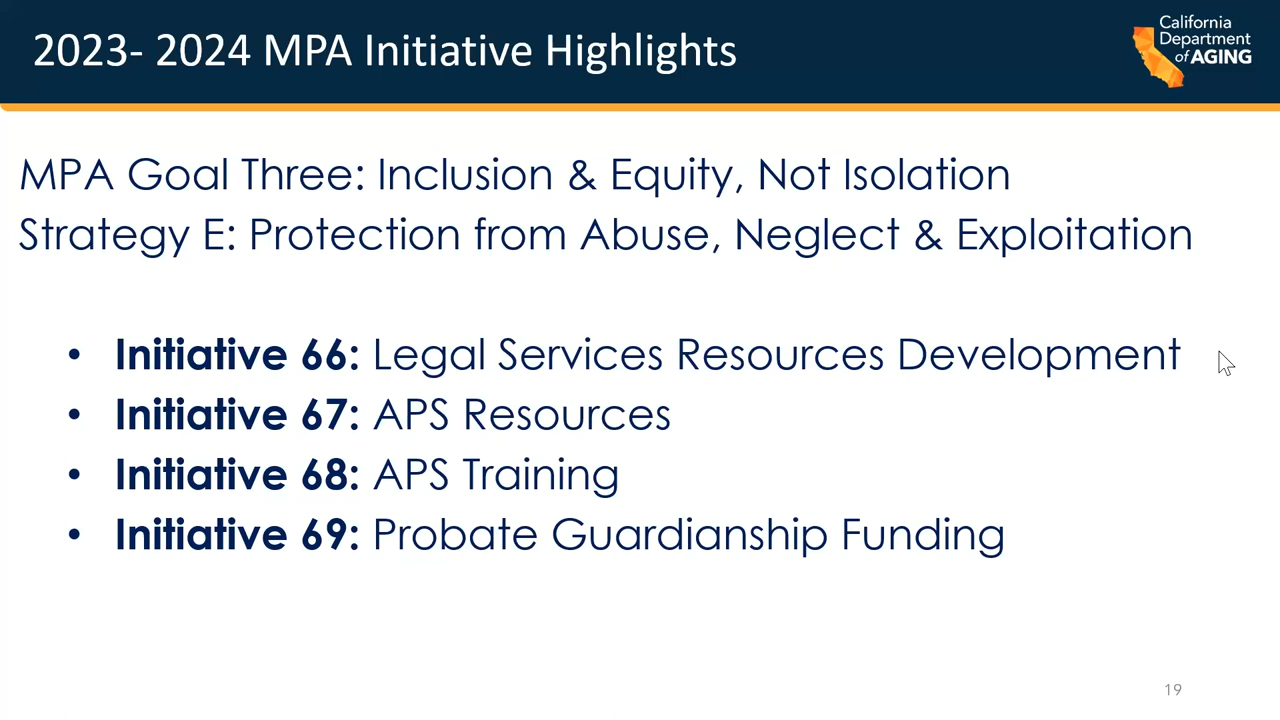 2023- 2024 MPA Initiative Highlights
California
Department
of AGING
MPA Goal Three: Inclusion & Equity, Not Isolation
Strategy E: Protection from Abuse, Neglect & Exploitation
• Initiative 66: Legal Services Resources Development
• Initiative 67: APS Resources
• Initiative 68: APS Training
• Initiative 69: Probate Guardianship Funding
19